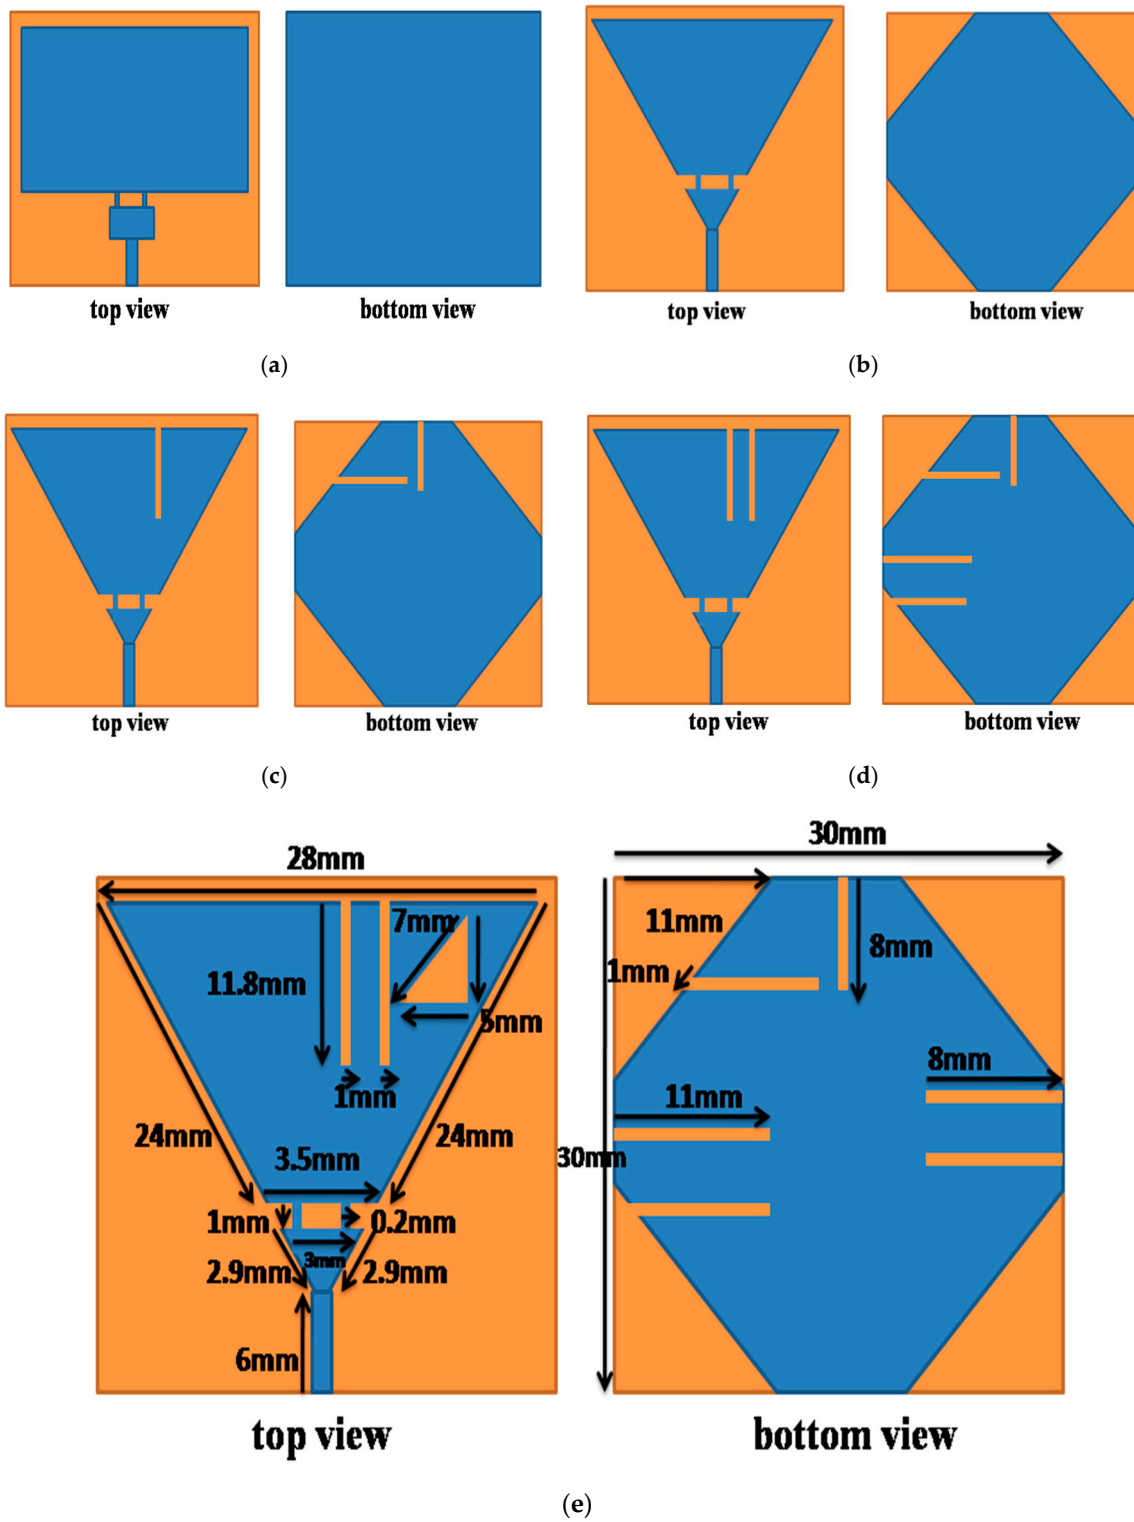 top view
bottom view
(a)
top view
bottom view
(b)
top view
bottom view
(c)
top view
bottom view
(d)
28mm
7mm
11.8mm
5mm
1mm
24mm
24mm
3.5mm
1mm
0.2mm
3mm
2.9mm
2.9mm
6mm
top view
30mm
11mm
8mm
1mm
8mm
11mm
30mm
bottom view
(e)